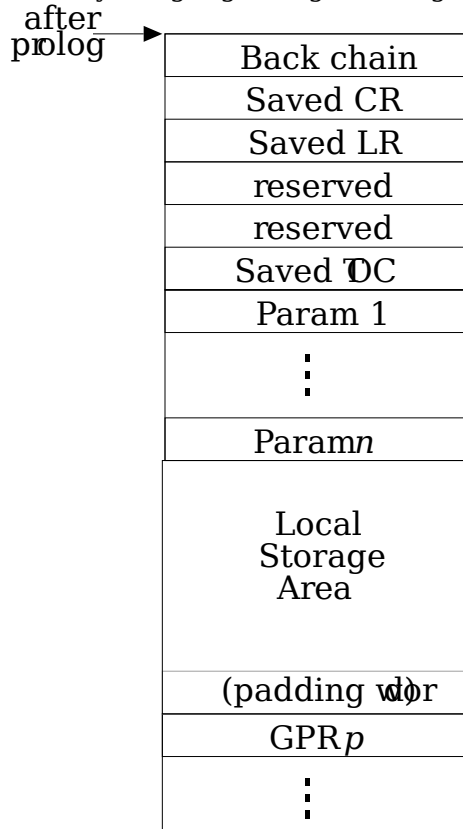 after
prolog
Back chain
Saved CR
Saved LR
reserved
reserved
Saved TOC
Param 1
Param n
Local
Storage
Area
(padding word)
GPR p